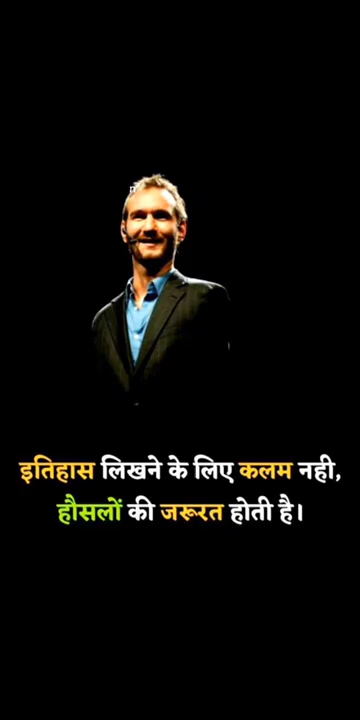 इतिहास लिखने के लिए कलम नही,
हौसलों की जरूरत होती है।